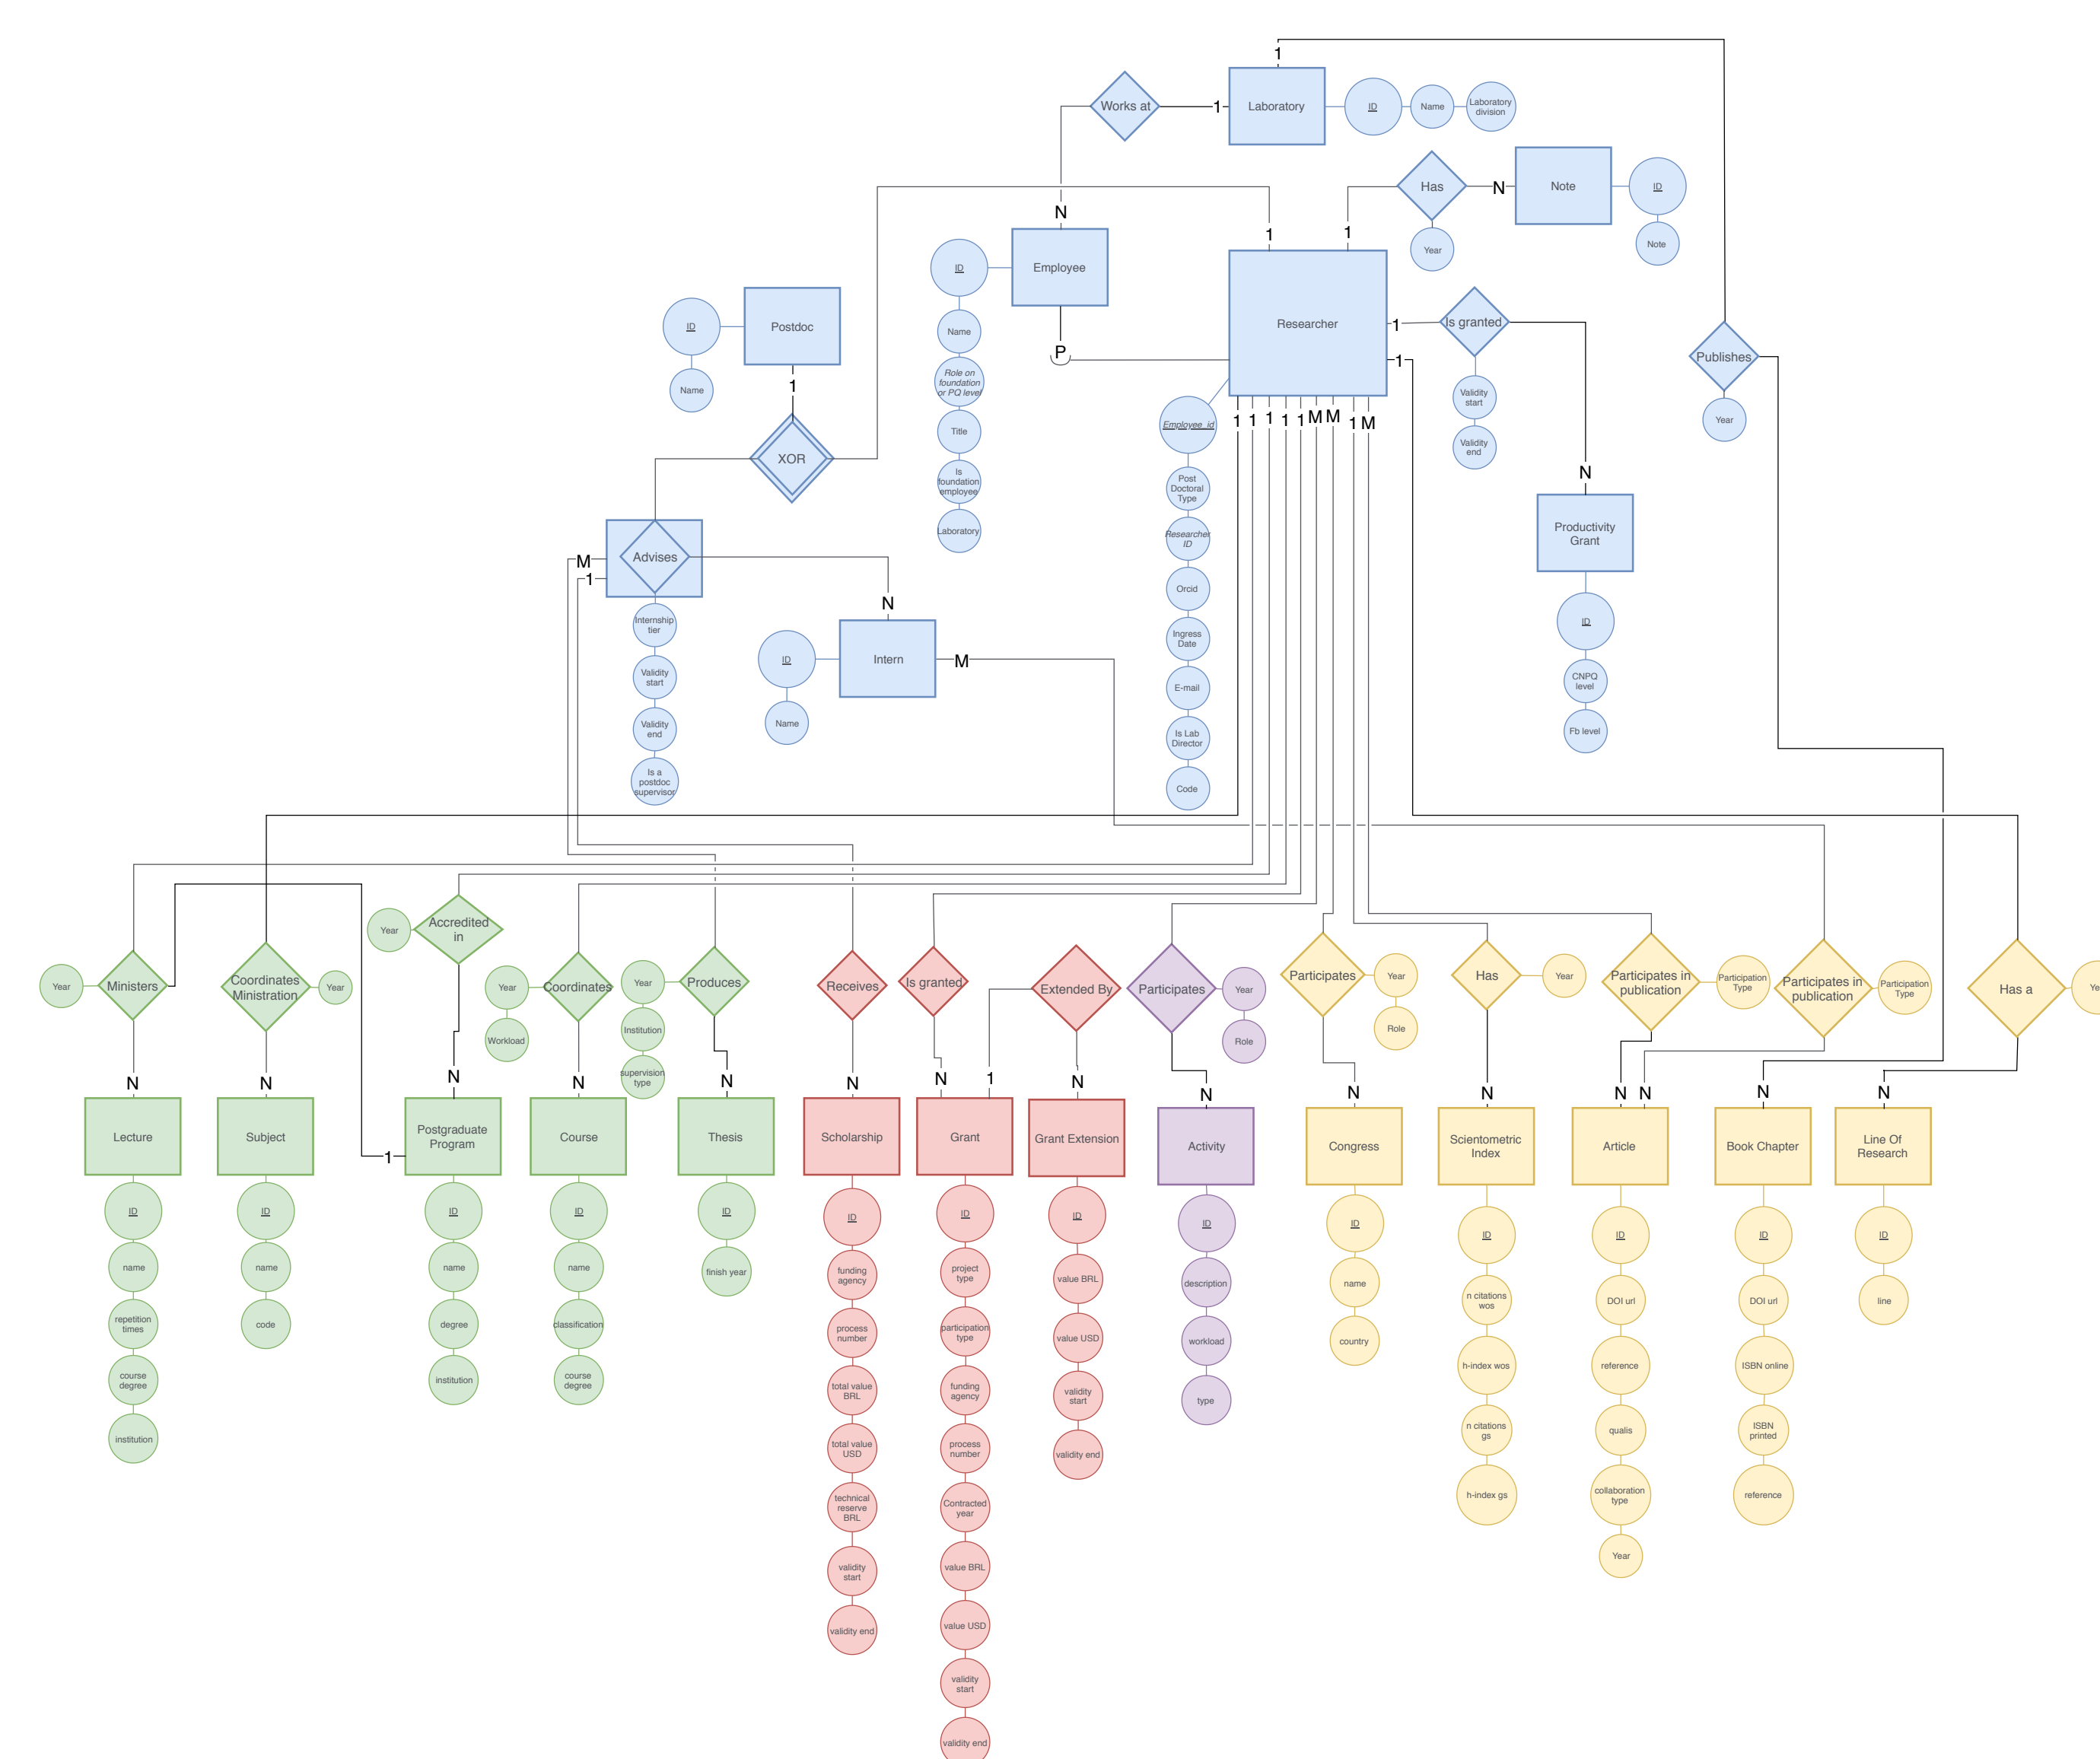 1
Works at
1
Laboratory
ID
Name
Laboratory
division
Has
N
Note
ID
Note
Year
N
1
1
ID
Employee
Name
Role on
foundation
or PQ level
Title
Is
foundation
employee
Laboratory
P
Researcher
1
Is granted
Validity
start
Validity
end
1
Publishes
Year
ID
Postdoc
Name
1
XOR
N
Productivity
Grant
ID
CNPQ
level
Fb level
1
1
1
1
1
M
M
1
M
Employee_id
Post
Doctoral
Type
Researcher
ID
Orcid
Ingress
Date
E-mail
Is Lab
Director
Code
M
1
Advises
Internship
tier
Validity
start
Validity
end
Is a
postdoc
supervisor
N
ID
Intern
M
Name
Year
Ministers
Coordinates
Ministration
Year
Year
Accredited
in
Year
Workload
Coordinates
Year
Institution
supervision
type
Produces
Receives
Is granted
Extended By
Participates
Year
Role
Participates
Year
Role
Has
Year
Participates in
publication
Participation
Type
Participates in
publication
Participation
Type
Has a
Ye
N
N
N
N
N
N
N
1
N
N
N
N
N
N
N
N
1
Lecture
Subject
Postgraduate
Program
Course
Thesis
Scholarship
Grant
Grant Extension
Activity
Congress
Scientometric
Index
Article
Book Chapter
Line Of
Research
ID
name
repetition
times
course
degree
institution
ID
name
code
ID
name
degree
institution
ID
name
classification
course
degree
ID
finish year
ID
funding
agency
process
number
total value
BRL
total value
USD
technical
reserve
BRL
validity
start
validity end
ID
project
type
participation
type
funding
agency
process
number
Contracted
year
value BRL
value USD
validity
start
validity end
ID
value BRL
value USD
validity
start
validity end
ID
description
workload
type
ID
name
country
ID
n citations
wos
h-index wos
n citations
gs
h-index gs
ID
DOI url
reference
qualis
collaboration
type
Year
ID
DOI url
ISBN online
ISBN
printed
reference
ID
line